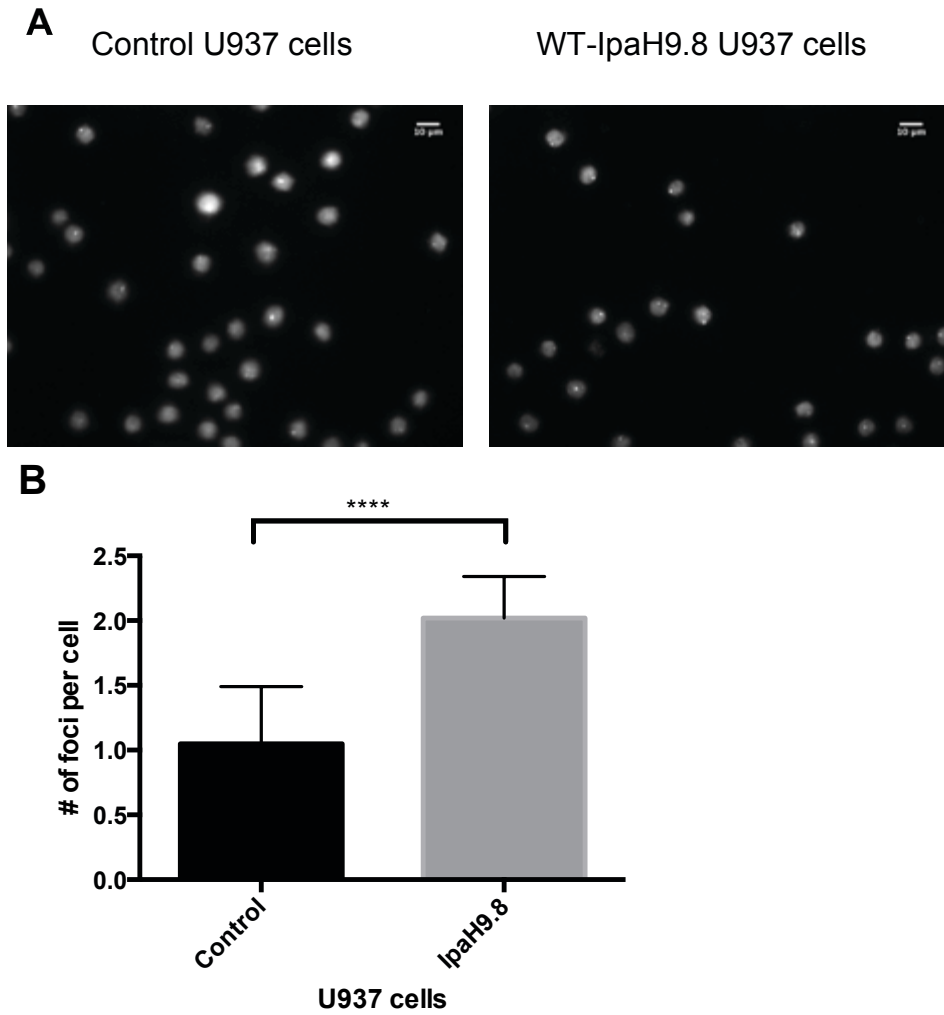 A
Control U937 cells
WT-IpaH9.8 U937 cells
10 µm
10 µm
B
****
2.5
2.0
1.5
1.0
0.5
0.0
# of foci per cell
Control
IpaH9.8
U937 cells